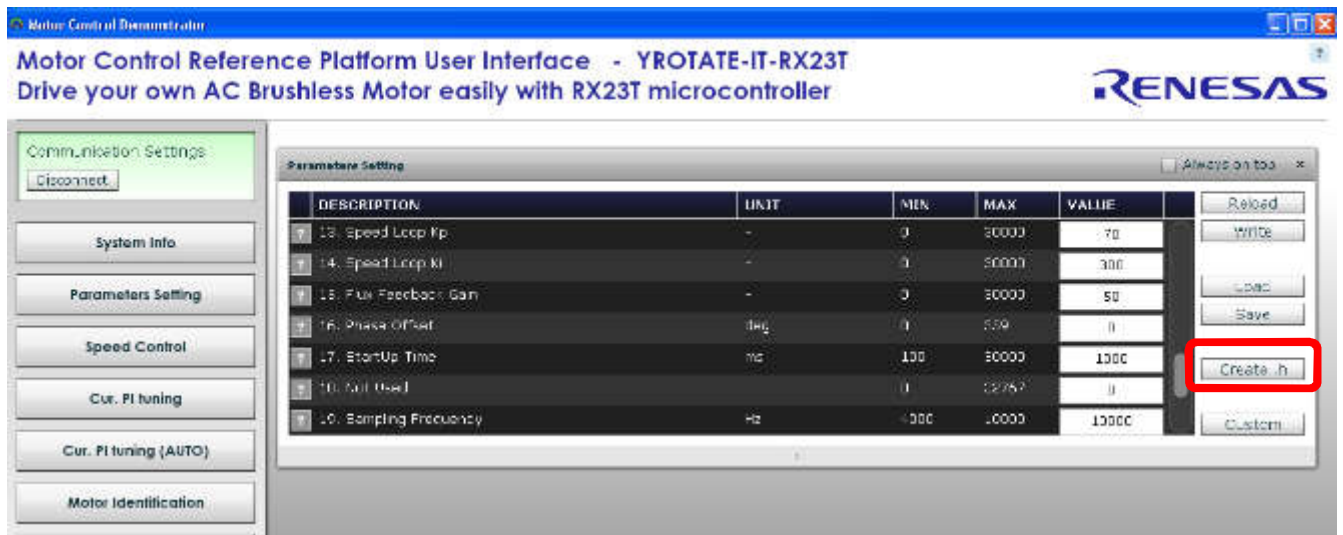 Motor Control Demonstrator
Motor Control Reference Platform User Interface - YROTATE-IT-RX23T
Drive your own AC Brushless Motor easily with RX23T microcontroller
RENESAS
Communication Settings
Disconnect
System Info
Parameters Setting
Speed Control
Cur. PI tuning
Cur. PI tuning (AUTO)
Motor Identification
Parameters Setting
Always on top x
DESCRIPTION UNIT MIN MAX VALUE
? 13. Speed Loop Kp - 0 30000 70
? 14. Speed Loop Ki - 0 30000 300
? 15. Flux Feedback Gain - 0 30000 50
? 16. Phase Offset deg 0 359 0
? 17. StartUp Time ms 100 30000 1000
? 18. Not Used 0 32767 0
? 19. Sampling Frequency Hz 10000 10000
Reload
Write
Load
Save
Create .h
Custom